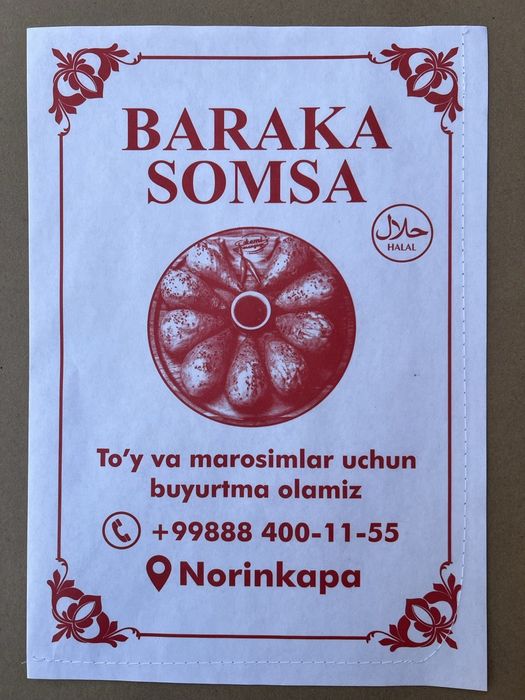 BARAKA
SOMSA
حلال
HALAL
To'y va marosimlar uchun
buyurtma olamiz
+99888 400-11-55
Norinkapa